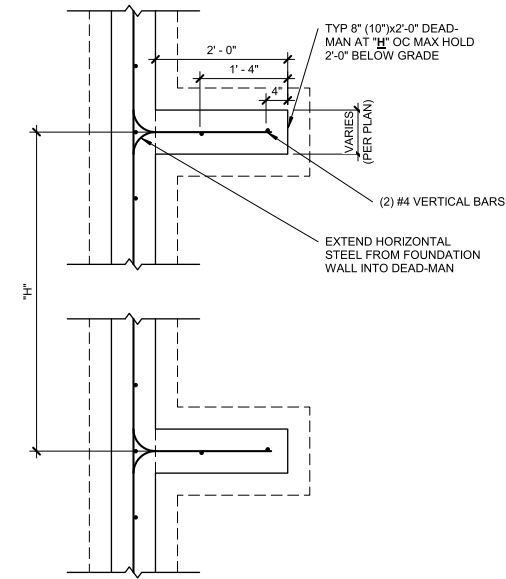 TYP 8" (10")x2'-0" DEAD-
MAN AT "H" OC MAX HOLD
2'-0" BELOW GRADE
2' - 0"
1' - 4"
4"
VARIES
(PER PLAN)
(2) #4 VERTICAL BARS
EXTEND HORIZONTAL
STEEL FROM FOUNDATION
WALL INTO DEAD-MAN
"H"